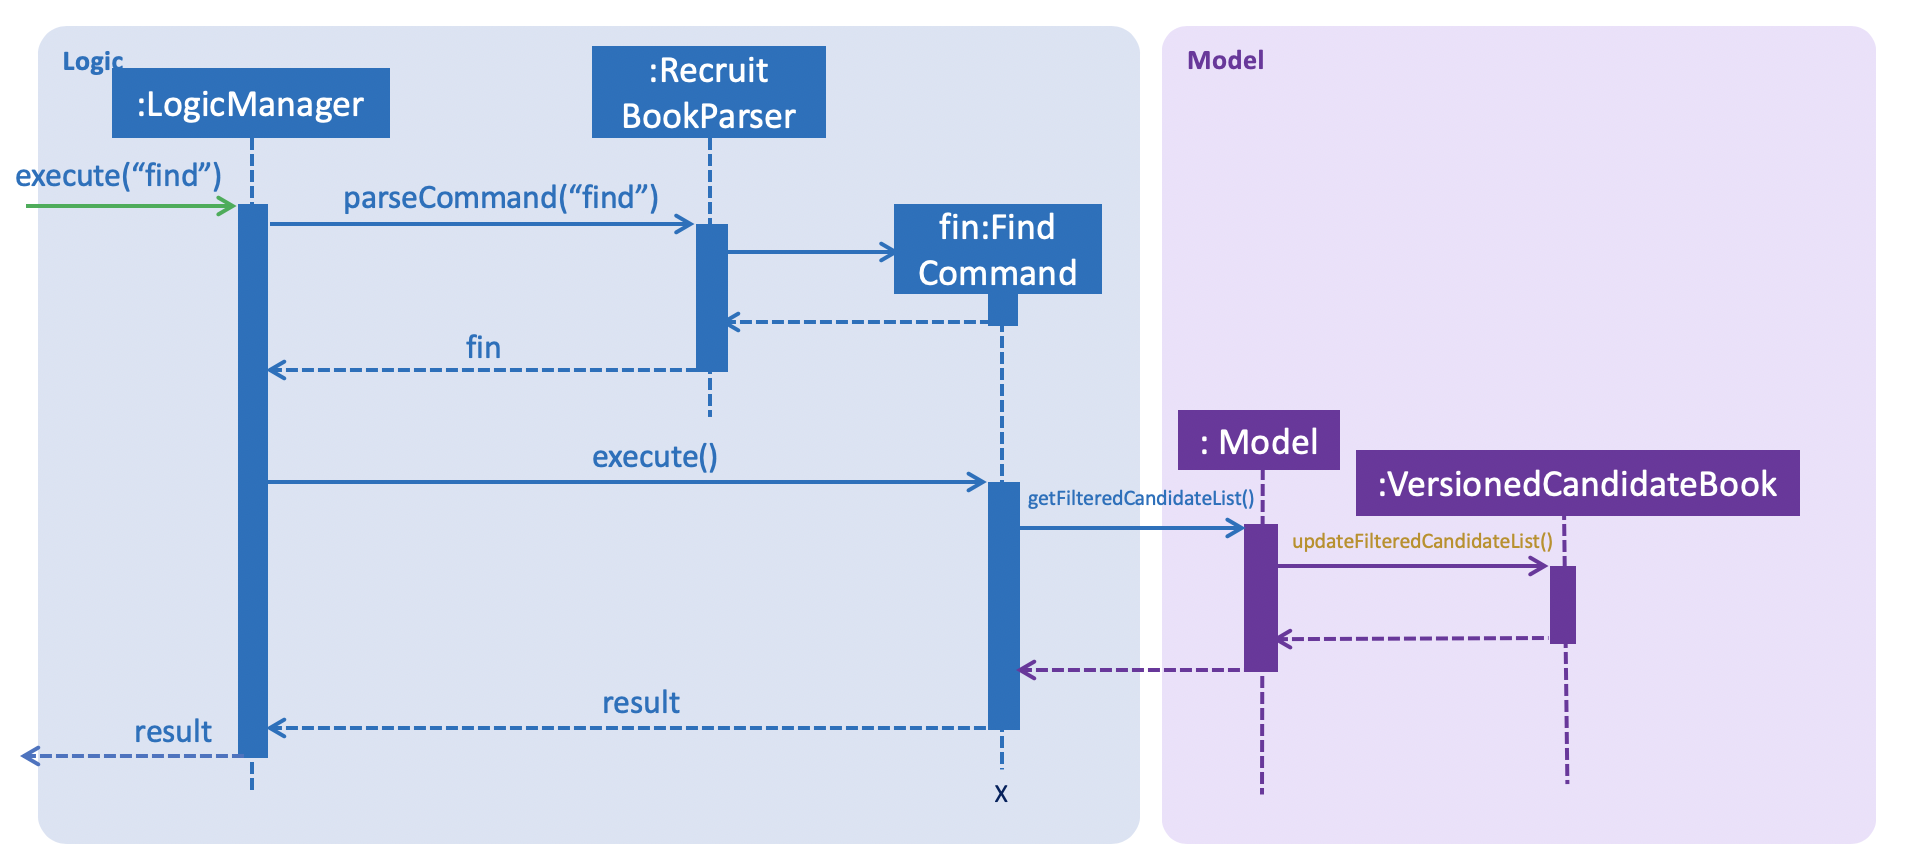 Logic
:LogicManager
:Recruit
BookParser
Model
execute(“find”)
parseCommand(“find”)
fin:Find
Command
fin
: Model
execute()
:VersionedCandidateBook
getFilteredCandidateList()
updateFilteredCandidateList()
result
result
X